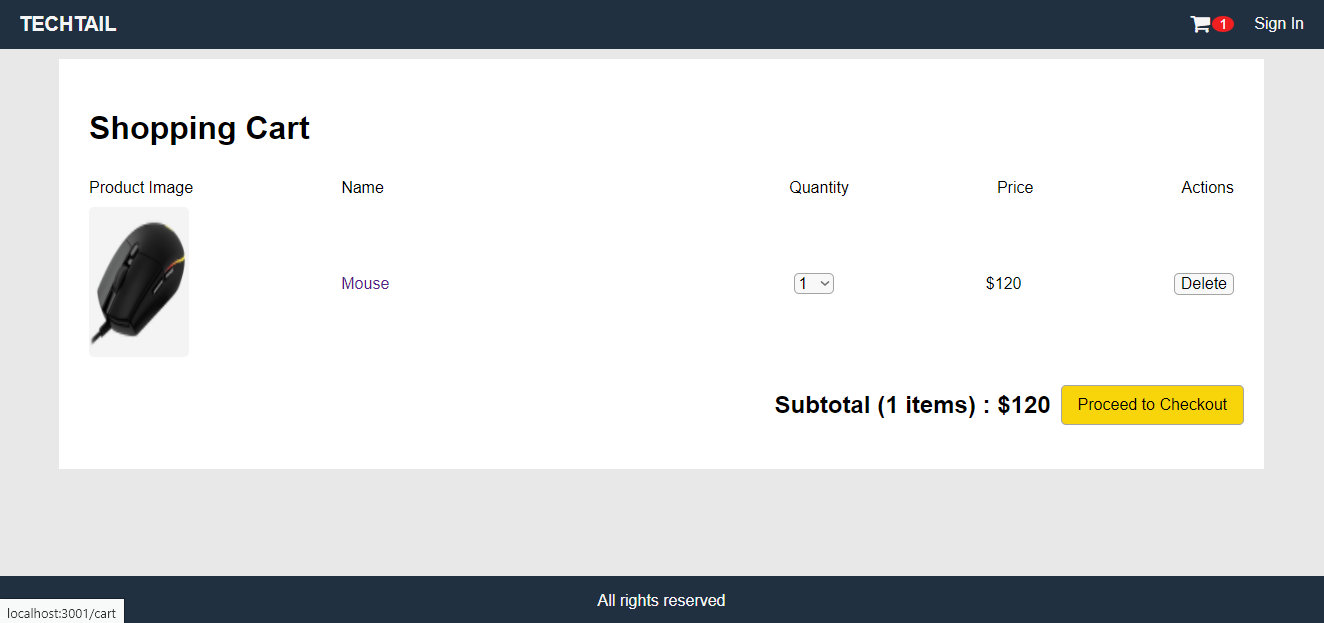 TECHTAIL 1 Sign In
Shopping Cart
Product Image Name Quantity Price Actions
Mouse 1 $120 Delete
Subtotal (1 items) : $120 Proceed to Checkout
All rights reserved
localhost:3001/cart